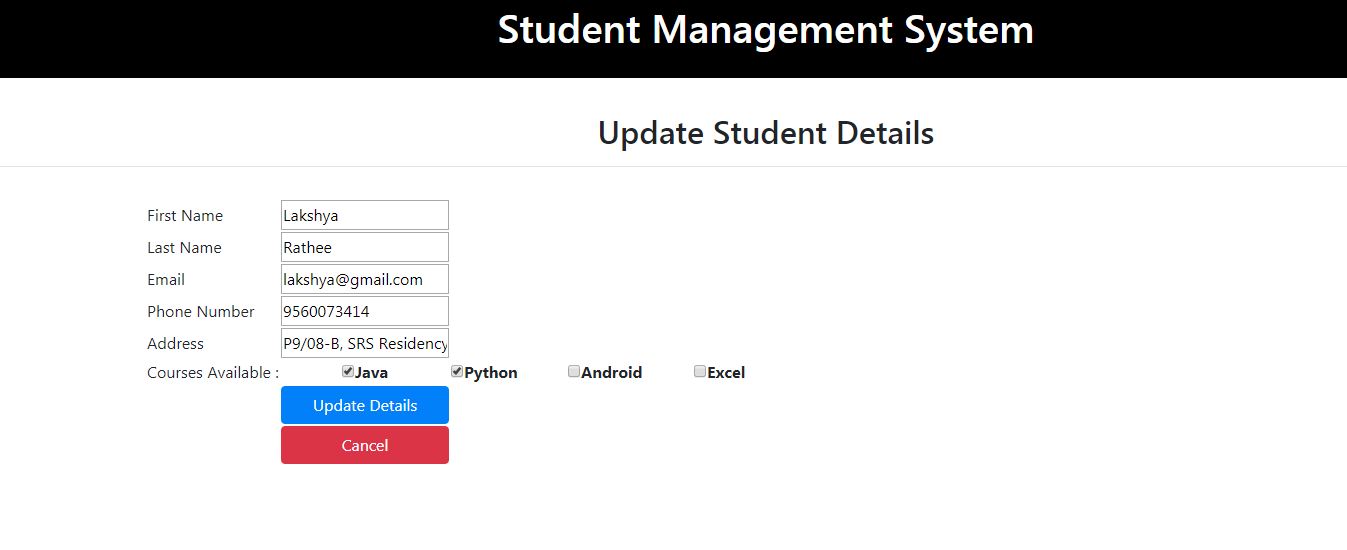 Student Management System
Update Student Details
First Name Lakshya
Last Name Rathee
Email lakshya@gmail.com
Phone Number 9560073414
Address P9/08-B, SRS Residency
Courses Available : Java Python Android Excel
Update Details
Cancel